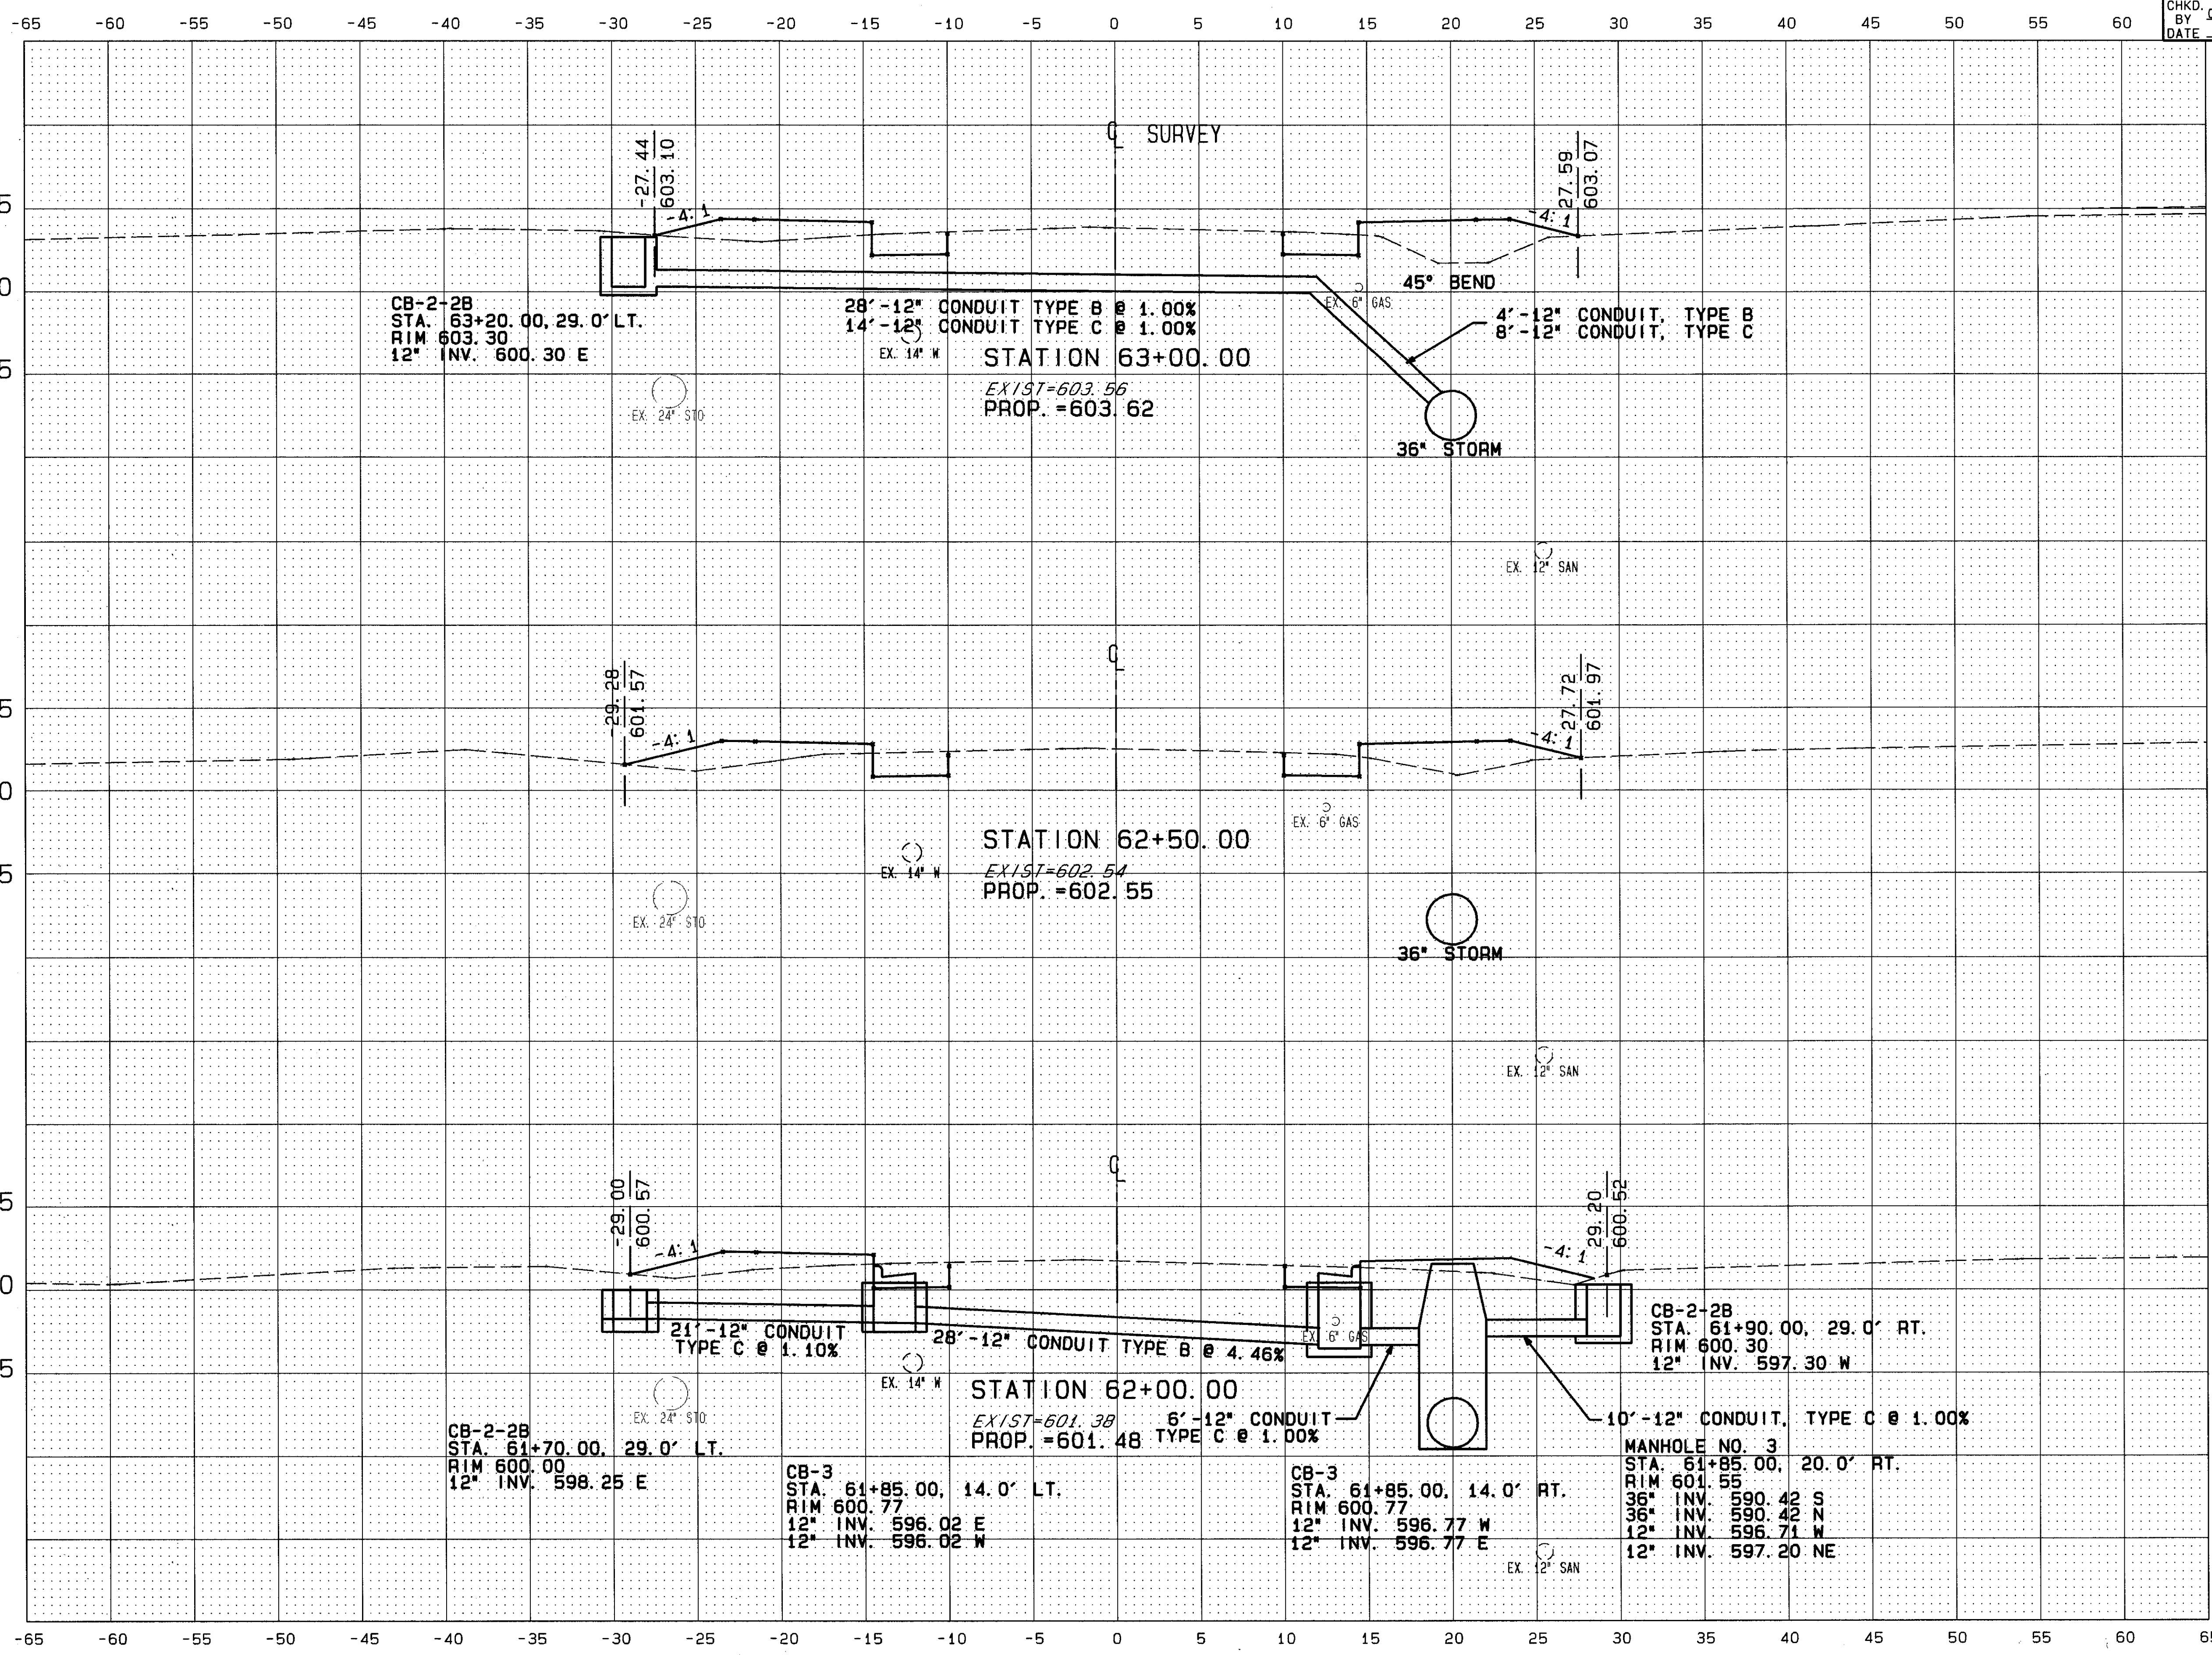 CHKD.
BY
DATE
-65 -60 -55 -50 -45 -40 -35 -30 -25 -20 -15 -10 -5 0 5 10 15 20 25 30 35 40 45 50 55 60
℄ SURVEY
-27.44
603.10
27.59
603.07
5
-4:1
-4:1
0
45° BEND
EX. 6" GAS
CB-2-2B
STA. 63+20.00, 29.0' LT.
RIM 603.30
12" INV. 600.30 E
28'-12" CONDUIT TYPE B @ 1.00%
14'-12" CONDUIT TYPE C @ 1.00%
4'-12" CONDUIT, TYPE B
8'-12" CONDUIT, TYPE C
EX. 14" W
STATION 63+00.00
5
EXIST=603.56
PROP.=603.62
EX. 24" STO
36" STORM
EX. 12" SAN
℄
-29.28
601.57
27.72
601.97
5
-4:1
-4:1
0
EX. 6" GAS
STATION 62+50.00
EX. 14" W
5
EXIST=602.54
PROP.=602.55
EX. 24" STO
36" STORM
EX. 12" SAN
℄
-29.00
600.57
29.20
600.52
5
-4:1
-4:1
0
21'-12" CONDUIT
TYPE C @ 1.10%
28'-12" CONDUIT TYPE B @ 4.46%
EX. 6" GAS
CB-2-2B
STA. 61+90.00, 29.0' RT.
RIM 600.30
12" INV. 597.30 W
5
EX. 14" W
STATION 62+00.00
EX. 24" STO
EXIST=601.38
PROP.=601.48
6'-12" CONDUIT
TYPE C @ 1.00%
10'-12" CONDUIT, TYPE C @ 1.00%
CB-2-2B
STA. 61+70.00, 29.0' LT.
RIM 600.00
12" INV. 598.25 E
CB-3
STA. 61+85.00, 14.0' LT.
RIM 600.77
12" INV. 596.02 E
12" INV. 596.02 W
CB-3
STA. 61+85.00, 14.0' RT.
RIM 600.77
12" INV. 596.77 W
12" INV. 596.77 E
MANHOLE NO. 3
STA. 61+85.00, 20.0' RT.
RIM 601.55
36" INV. 590.42 S
36" INV. 590.42 N
12" INV. 596.71 W
12" INV. 597.20 NE
EX. 12" SAN
-65 -60 -55 -50 -45 -40 -35 -30 -25 -20 -15 -10 -5 0 5 10 15 20 25 30 35 40 45 50 55 60